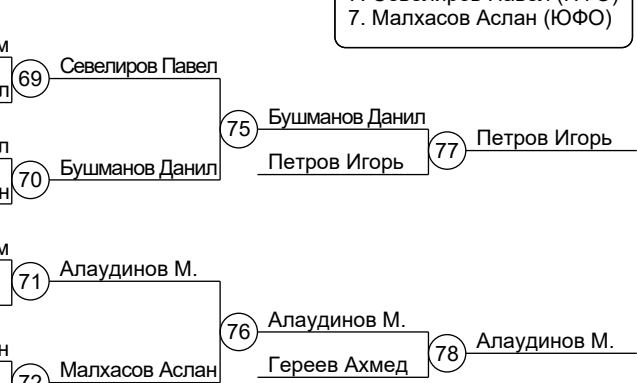 7. Малхасов Аслан (ЮФО)
69
Севелиров Павел
75
Бушманов Данил
77
Петров Игорь
Петров Игорь
70
Бушманов Данил
71
Алаудинов М.
76
Алаудинов М.
78
Алаудинов М.
Гереев Ахмед
72
Малхасов Аслан